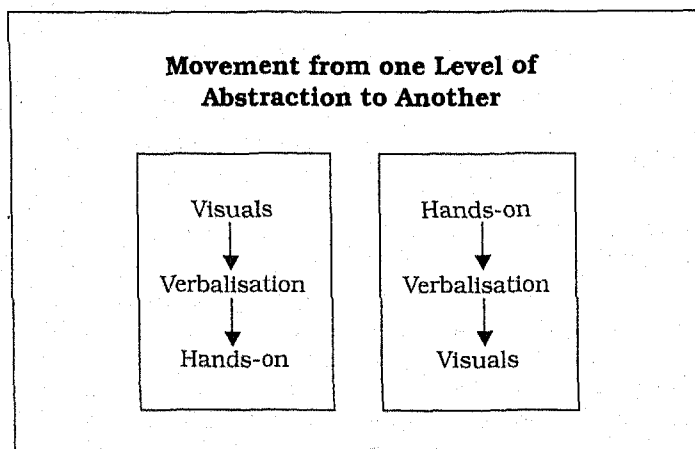 Movement from one Level of
Abstraction to Another
Visuals
Verbalisation
Hands-on
Hands-on
Verbalisation
Visuals